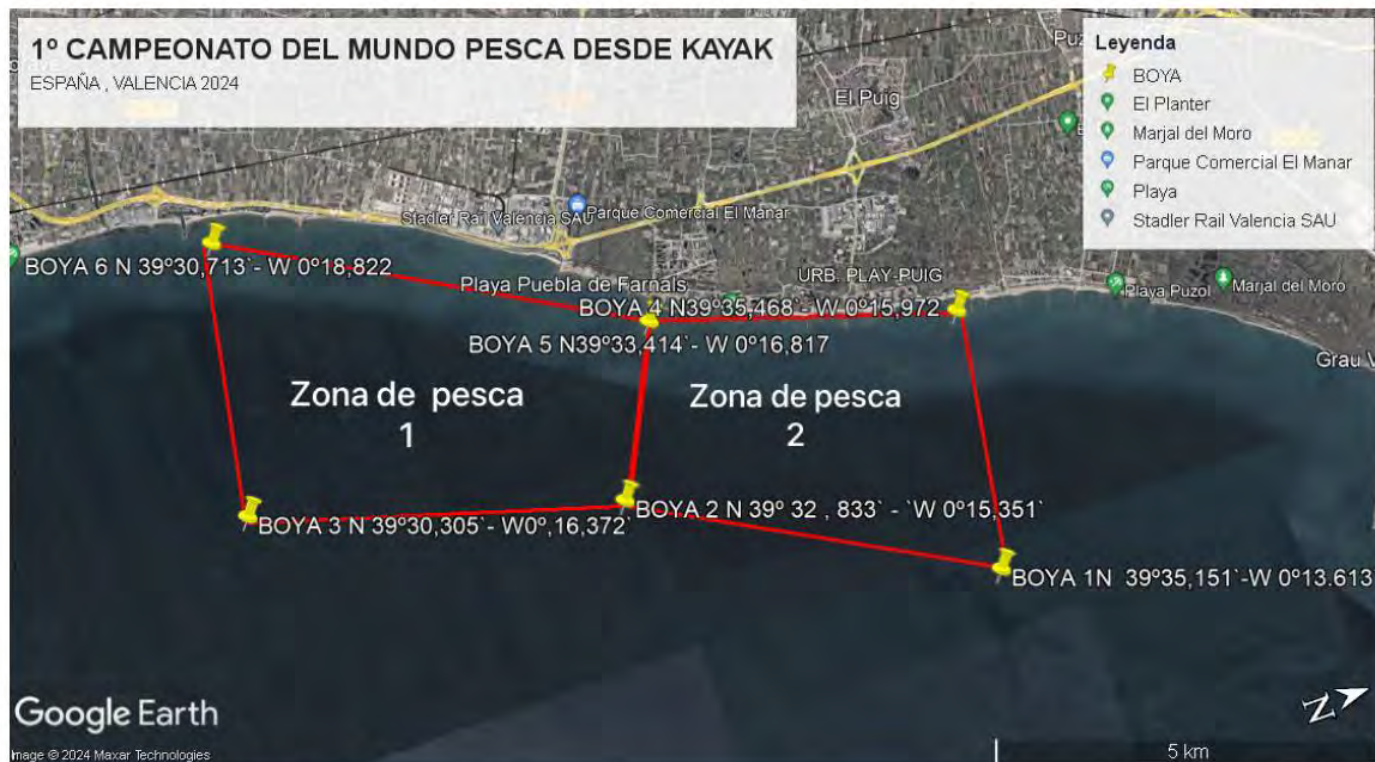 1º CAMPEONATO DEL MUNDO PESCA DESDE KAYAK
ESPAÑA , VALENCIA 2024
Leyenda
BOYA
El Planter
Marjal del Moro
Parque Comercial El Manar
Playa
Stadler Rail Valencia SAU
El Puig
Stadler Rail Valencia SAU
Parque Comercial El Manar
BOYA 6 N 39º30,713`- W 0º18,822
Playa Puebla de Farnals
URB. PLAY-PUIG
Playa Puzol
Marjal del Moro
BOYA 4 N39º35,468`- W 0º15,972
BOYA 5 N39º33,414`- W 0º16,817
Grau V
Zona de pesca
1
Zona de pesca
2
BOYA 3 N 39º30,305`- W0º,16,372`
BOYA 2 N 39º 32 , 833` - `W 0º15,351`
BOYA 1N 39º35,151`-W 0º13.613
Google Earth
Image © 2024 Maxar Technologies
N
5 km